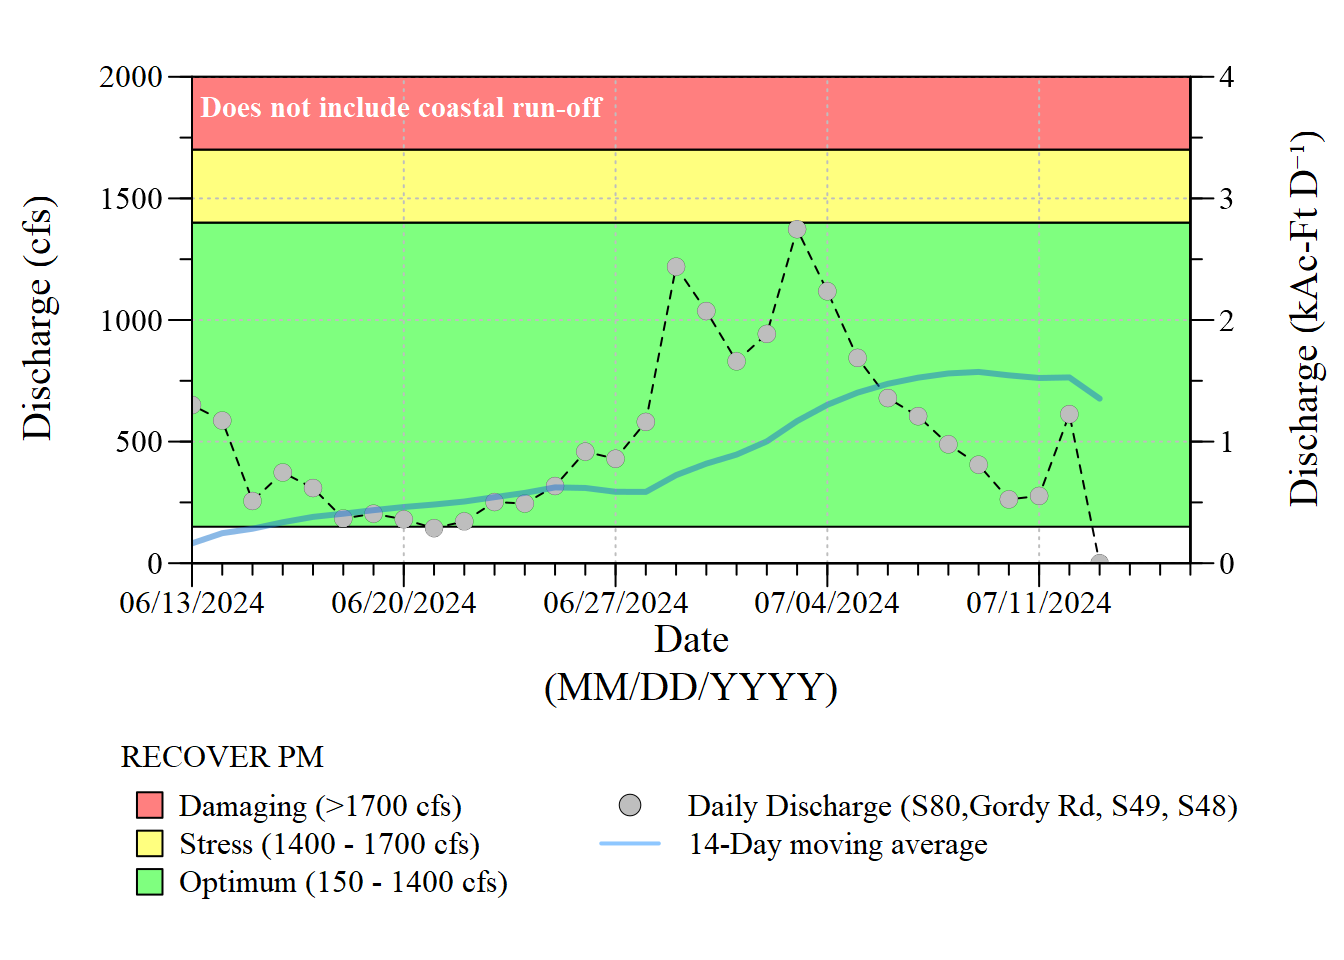 2000
1500
1000
500
0
Discharge (cfs)
Does not include coastal run-off
4
3
2
1
0
Discharge (kAc-Ft D⁻¹)
06/13/2024 06/20/2024 06/27/2024 07/04/2024 07/11/2024
Date
(MM/DD/YYYY)
RECOVER PM
Damaging (>1700 cfs)
Stress (1400 - 1700 cfs)
Optimum (150 - 1400 cfs)
Daily Discharge (S80,Gordy Rd, S49, S48)
14-Day moving average